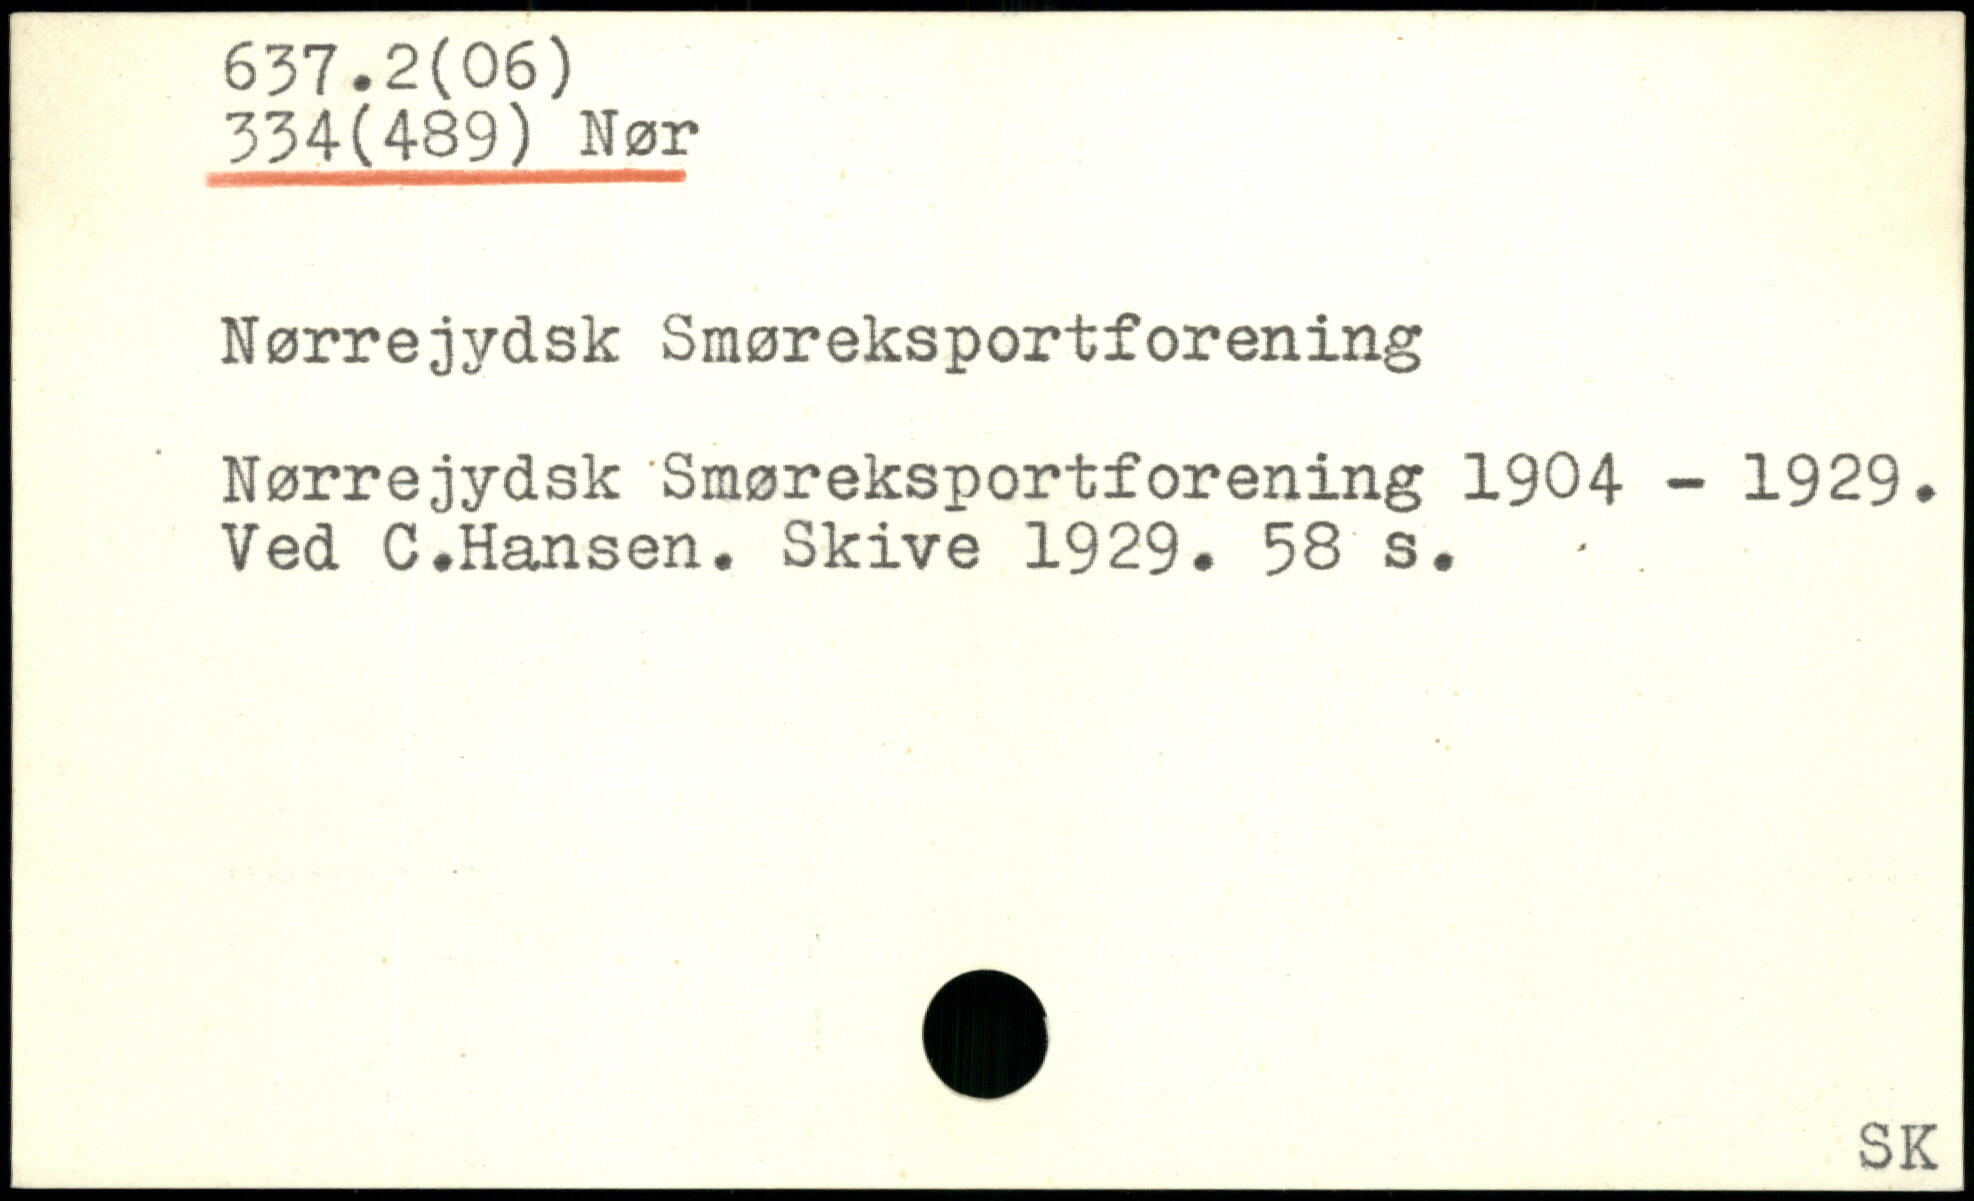 637.2(06)
334(489) Nør
Nørrejydsk Smøreksportforening
Nørrejydsk Smøreksportforening 1904 - 1929.
Ved C.Hansen. Skive 1929. 58 s.
SK